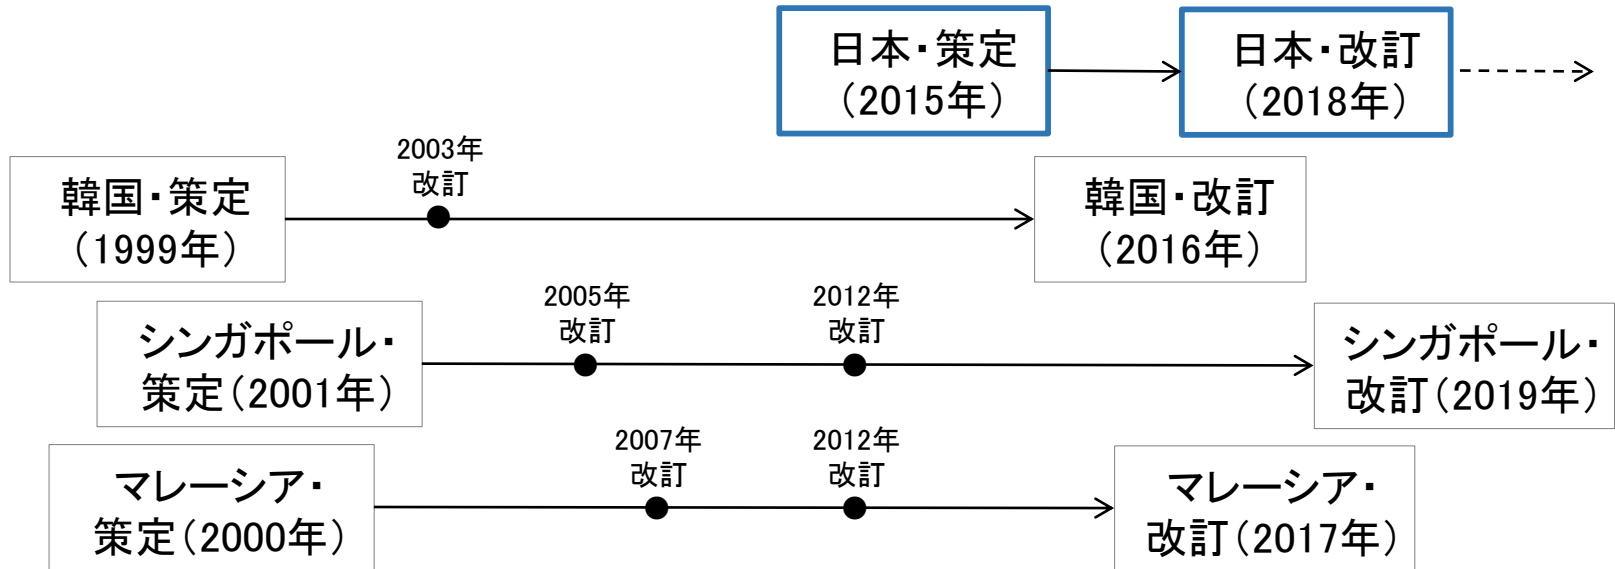 日本・策定
（2015年）
日本・改訂
（2018年）
2003年
改訂
韓国・策定
（1999年）
韓国・改訂
（2016年）
2005年
改訂
2012年
改訂
シンガポール・
策定（2001年）
シンガポール・
改訂（2019年）
2007年
改訂
2012年
改訂
マレーシア・
策定（2000年）
マレーシア・
改訂（2017年）